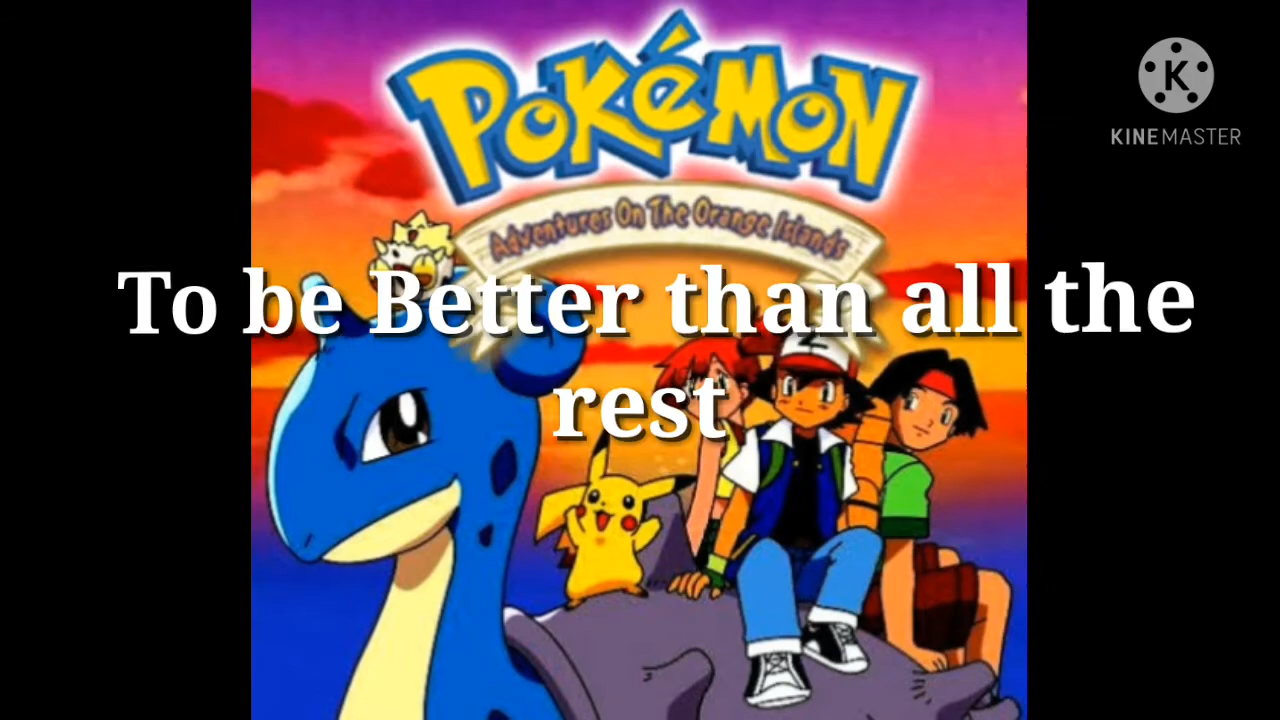 POKéMON
KINEMASTER
Adventures On The Orange Islands
To be Better than all the
rest